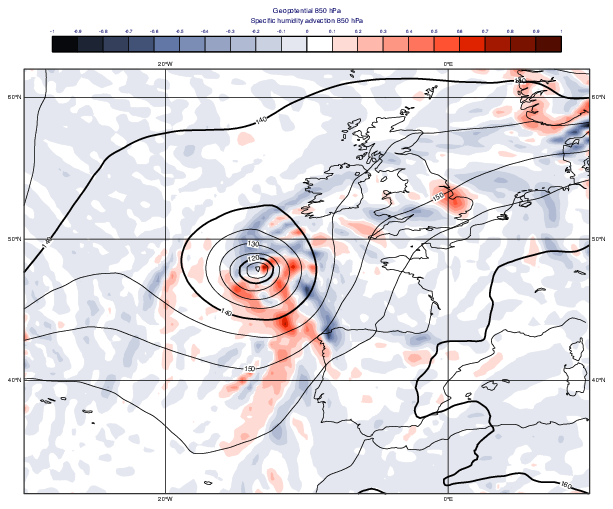 Geopotential 850 hPa
Specific humidity advection 850 hPa
-1 -0.9 -0.8 -0.7 -0.6 -0.5 -0.4 -0.3 -0.2 -0.1 0 0.1 0.2 0.3 0.4 0.5 0.6 0.7 0.8 0.9 1
20°W 0°E
60°N 140 60°N
150
140
50°N 130 50°N
120
140
150
40°N 40°N
160
20°W 0°E